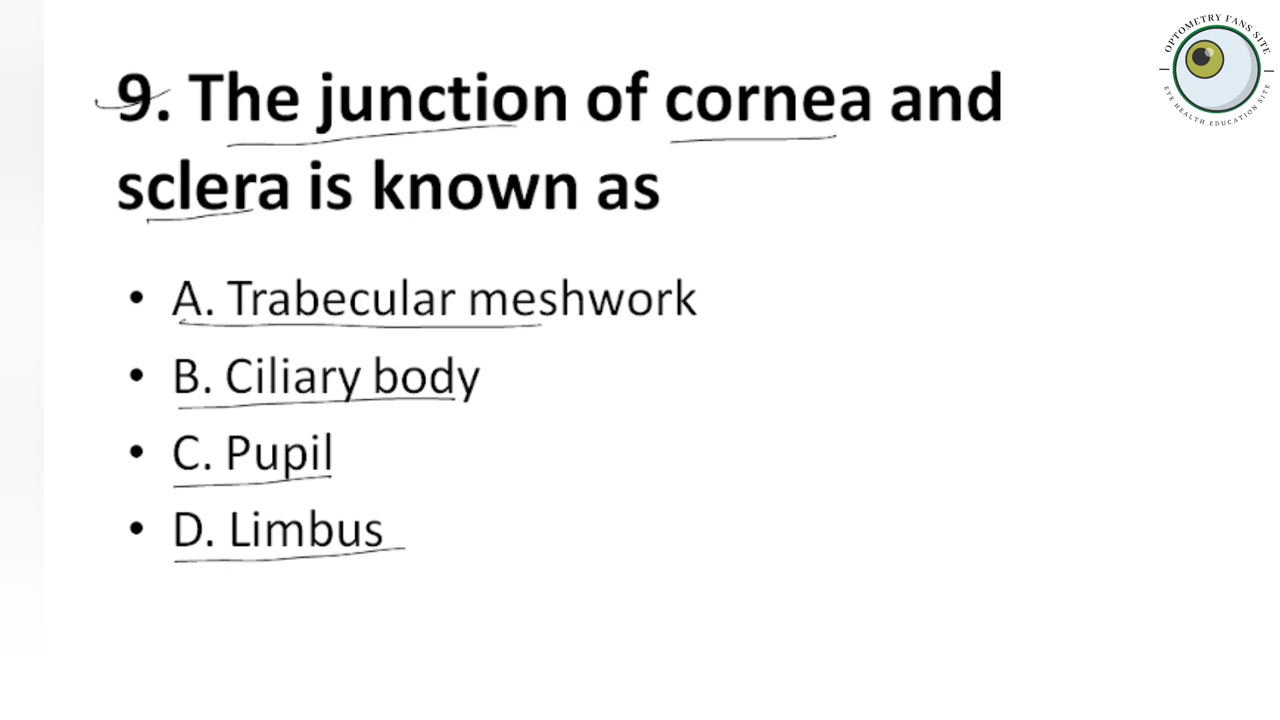 OPTOMETRY FANS SITE
EYE HEALTH EDUCATION SITE
9. The junction of cornea and
sclera is known as
• A. Trabecular meshwork
• B. Ciliary body
• C. Pupil
• D. Limbus